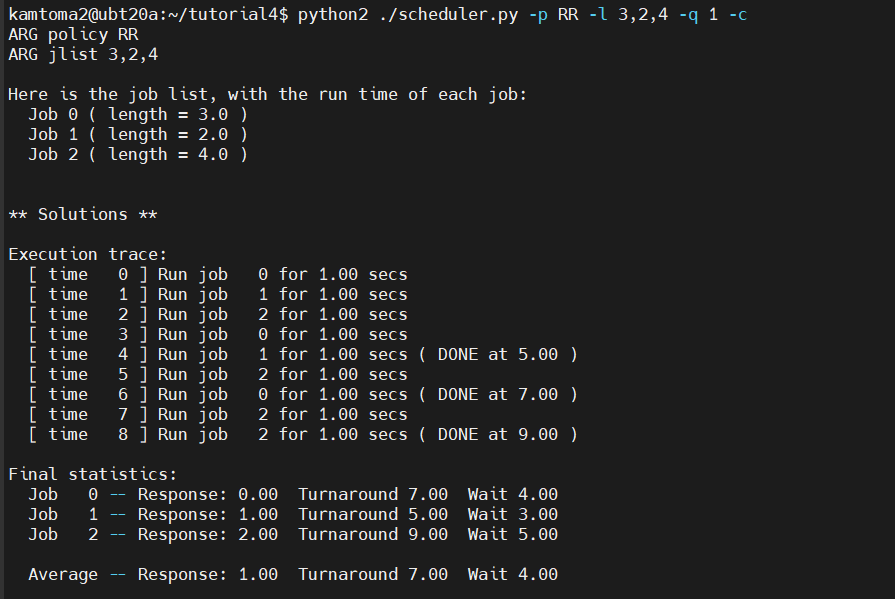 kamtoma2@ubt20a:~/tutorial4$ python2 ./scheduler.py -p RR -l 3,2,4 -q 1 -c
ARG policy RR
ARG jlist 3,2,4
Here is the job list, with the run time of each job:
  Job 0 ( length = 3.0 )
  Job 1 ( length = 2.0 )
  Job 2 ( length = 4.0 )
** Solutions **
Execution trace:
  [ time   0 ] Run job   0 for 1.00 secs
  [ time   1 ] Run job   1 for 1.00 secs
  [ time   2 ] Run job   2 for 1.00 secs
  [ time   3 ] Run job   0 for 1.00 secs
  [ time   4 ] Run job   1 for 1.00 secs ( DONE at 5.00 )
  [ time   5 ] Run job   2 for 1.00 secs
  [ time   6 ] Run job   0 for 1.00 secs ( DONE at 7.00 )
  [ time   7 ] Run job   2 for 1.00 secs
  [ time   8 ] Run job   2 for 1.00 secs ( DONE at 9.00 )
Final statistics:
  Job   0 -- Response: 0.00  Turnaround 7.00  Wait 4.00
  Job   1 -- Response: 1.00  Turnaround 5.00  Wait 3.00
  Job   2 -- Response: 2.00  Turnaround 9.00  Wait 5.00
  Average -- Response: 1.00  Turnaround 7.00  Wait 4.00